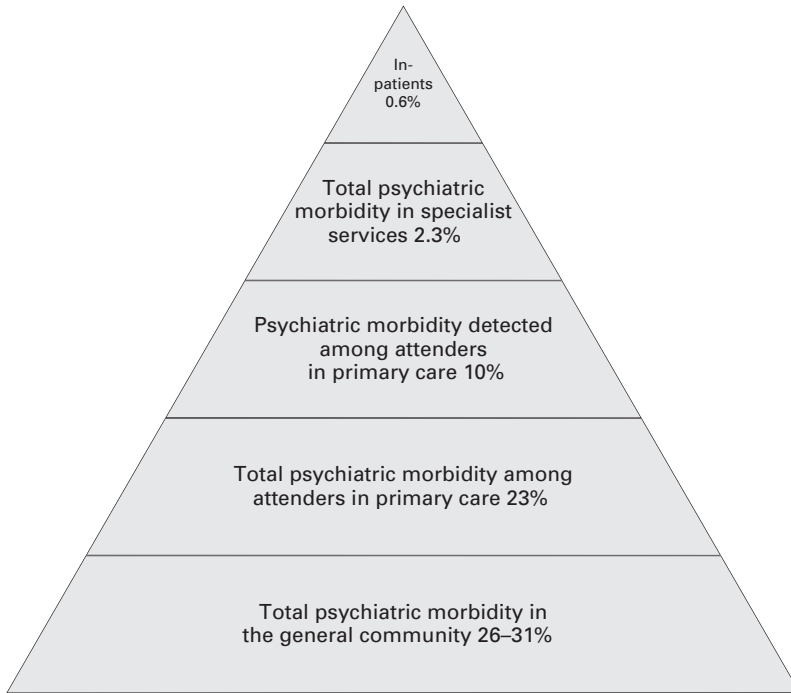 In-
patients
0.6%
Total psychiatric
morbidity in specialist
services 2.3%
Psychiatric morbidity detected
among attenders
in primary care 10%
Total psychiatric morbidity among
attenders in primary care 23%
Total psychiatric morbidity in
the general community 26–31%